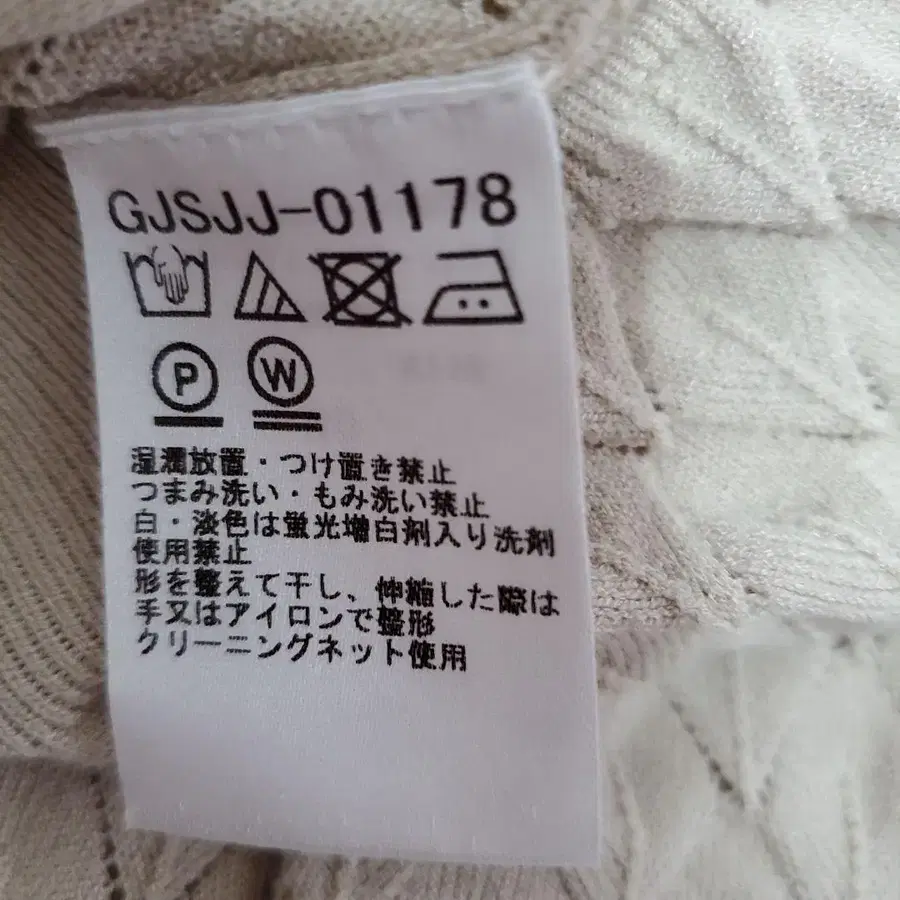 GJSJJ-01178
P W
湿潤放置・つけ置き禁止
つまみ洗い・もみ洗い禁止
白・淡色は蛍光増白剤入り洗剤
使用禁止
形を整えて干し、伸縮した際は
手又はアイロンで整形
クリーニングネット使用